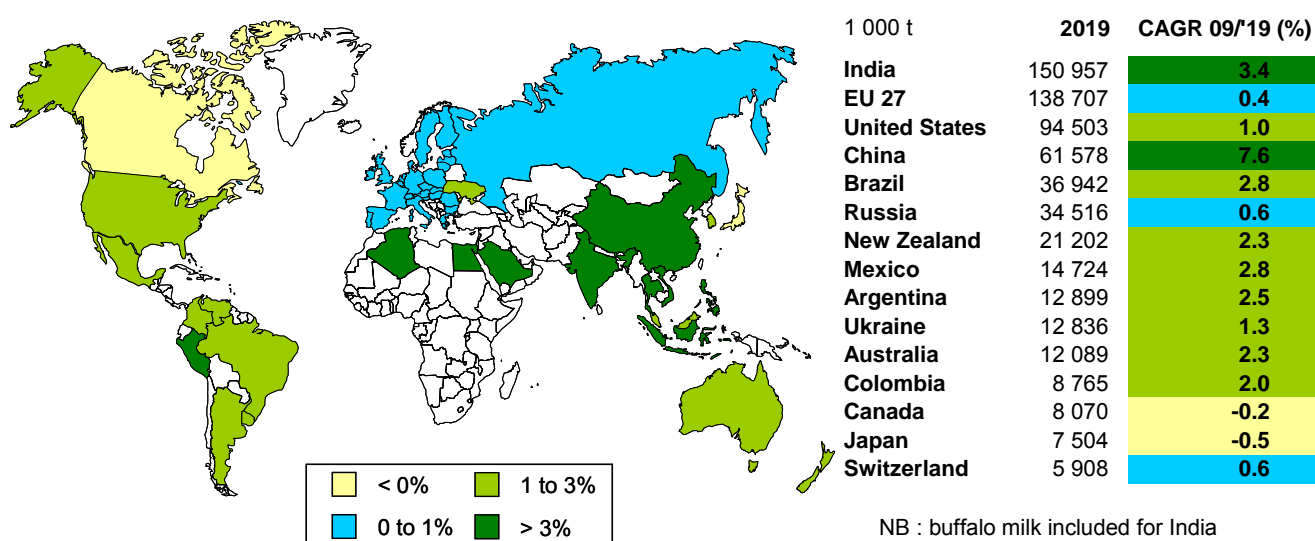 1 000 t 2019 CAGR 09/'19 (%)
India 150 957 3.4
EU 27 138 707 0.4
United States 94 503 1.0
China 61 578 7.6
Brazil 36 942 2.8
Russia 34 516 0.6
New Zealand 21 202 2.3
Mexico 14 724 2.8
Argentina 12 899 2.5
Ukraine 12 836 1.3
Australia 12 089 2.3
Colombia 8 765 2.0
Canada 8 070 -0.2
Japan 7 504 -0.5
Switzerland 5 908 0.6
< 0% 1 to 3%
0 to 1% > 3%
NB : buffalo milk included for India